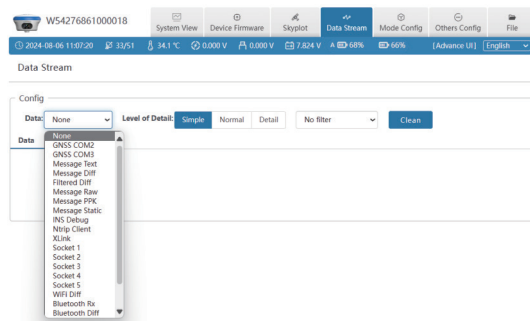 W54276861000018
System View
Device Firmware
Skyplot
Data Stream
Mode Config
Others Config
File
2024-08-06 11:07:20
33/51
34.1 °C
0.000 V
0.000 V
7.824 V
A
68%
66%
[Advance UI]
English
Data Stream
Config
Data:
None
Level of Detail:
Simple
Normal
Detail
No filter
Clean
Data
None
GNSS COM2
GNSS COM3
Message Text
Message Diff
Filtered Diff
Message Raw
Message PPK
Message Static
INS Debug
Ntrip Client
XLink
Socket 1
Socket 2
Socket 3
Socket 4
Socket 5
WiFi Diff
Bluetooth Rx
Bluetooth Diff